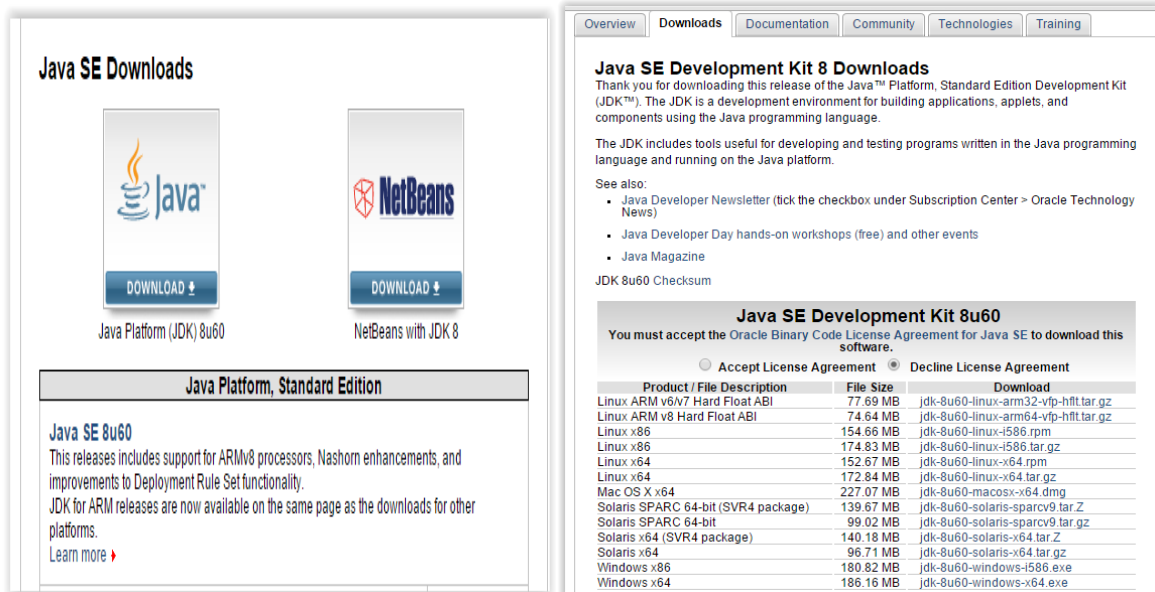 Java SE Downloads
Java™
NetBeans
DOWNLOAD
DOWNLOAD
Java Platform (JDK) 8u60
NetBeans with JDK 8
Java Platform, Standard Edition
Java SE 8u60
This releases includes support for ARMv8 processors, Nashorn enhancements, and
improvements to Deployment Rule Set functionality.
JDK for ARM releases are now available on the same page as the downloads for other
platforms.
Learn more
Overview Downloads Documentation Community Technologies Training
Java SE Development Kit 8 Downloads
Thank you for downloading this release of the Java™ Platform, Standard Edition Development Kit
(JDK™). The JDK is a development environment for building applications, applets, and
components using the Java programming language.
The JDK includes tools useful for developing and testing programs written in the Java programming
language and running on the Java platform.
See also:
• Java Developer Newsletter (tick the checkbox under Subscription Center > Oracle Technology
News)
• Java Developer Day hands-on workshops (free) and other events
• Java Magazine
JDK 8u60 Checksum
Java SE Development Kit 8u60
You must accept the Oracle Binary Code License Agreement for Java SE to download this
software.
Accept License Agreement Decline License Agreement
Product / File Description File Size Download
Linux ARM v6/v7 Hard Float ABI 77.69 MB jdk-8u60-linux-arm32-vfp-hflt.tar.gz
Linux ARM v8 Hard Float ABI 74.64 MB jdk-8u60-linux-arm64-vfp-hflt.tar.gz
Linux x86 154.66 MB jdk-8u60-linux-i586.rpm
Linux x86 174.83 MB jdk-8u60-linux-i586.tar.gz
Linux x64 152.67 MB jdk-8u60-linux-x64.rpm
Linux x64 172.84 MB jdk-8u60-linux-x64.tar.gz
Mac OS X x64 227.07 MB jdk-8u60-macosx-x64.dmg
Solaris SPARC 64-bit (SVR4 package) 139.67 MB jdk-8u60-solaris-sparcv9.tar.Z
Solaris SPARC 64-bit 99.02 MB jdk-8u60-solaris-sparcv9.tar.gz
Solaris x64 (SVR4 package) 140.18 MB jdk-8u60-solaris-x64.tar.Z
Solaris x64 96.71 MB jdk-8u60-solaris-x64.tar.gz
Windows x86 180.82 MB jdk-8u60-windows-i586.exe
Windows x64 186.16 MB jdk-8u60-windows-x64.exe